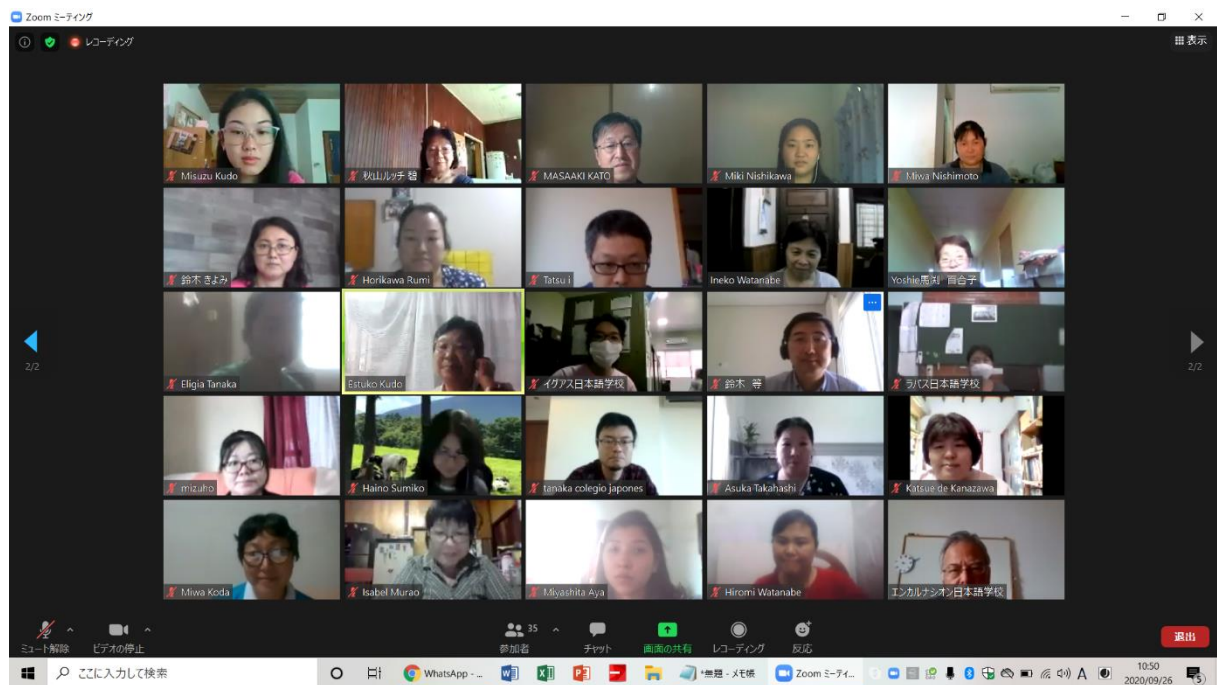 Zoom ミーティング
レコーディング
表示
Misuzu Kudo
秋山ルッチ 碧
MASAAKI KATO
Miki Nishikawa
Miwa Nishimoto
鈴木 きよみ
Horikawa Rumi
Tatsu i
Ineko Watanabe
Yoshie馬渕 百合子
Eligia Tanaka
Estuko Kudo
イグアス日本語学校
鈴木 等
ラパス日本語学校
mizuho
Haino Sumiko
tanaka colegio japones
Asuka Takahashi
Katsue de Kanazawa
Miwa Koda
Isabel Murao
Miyashita Aya
Hiromi Watanabe
エンカルナシオン日本語学校
2/2
2/2
ミュート解除
ビデオの停止
35
参加者
チャット
画面の共有
レコーディング
反応
退出
ここに入力して検索
WhatsApp - ...
*無題 - メモ帳
Zoom ミーティ...
A
10:50
2020/09/26
5